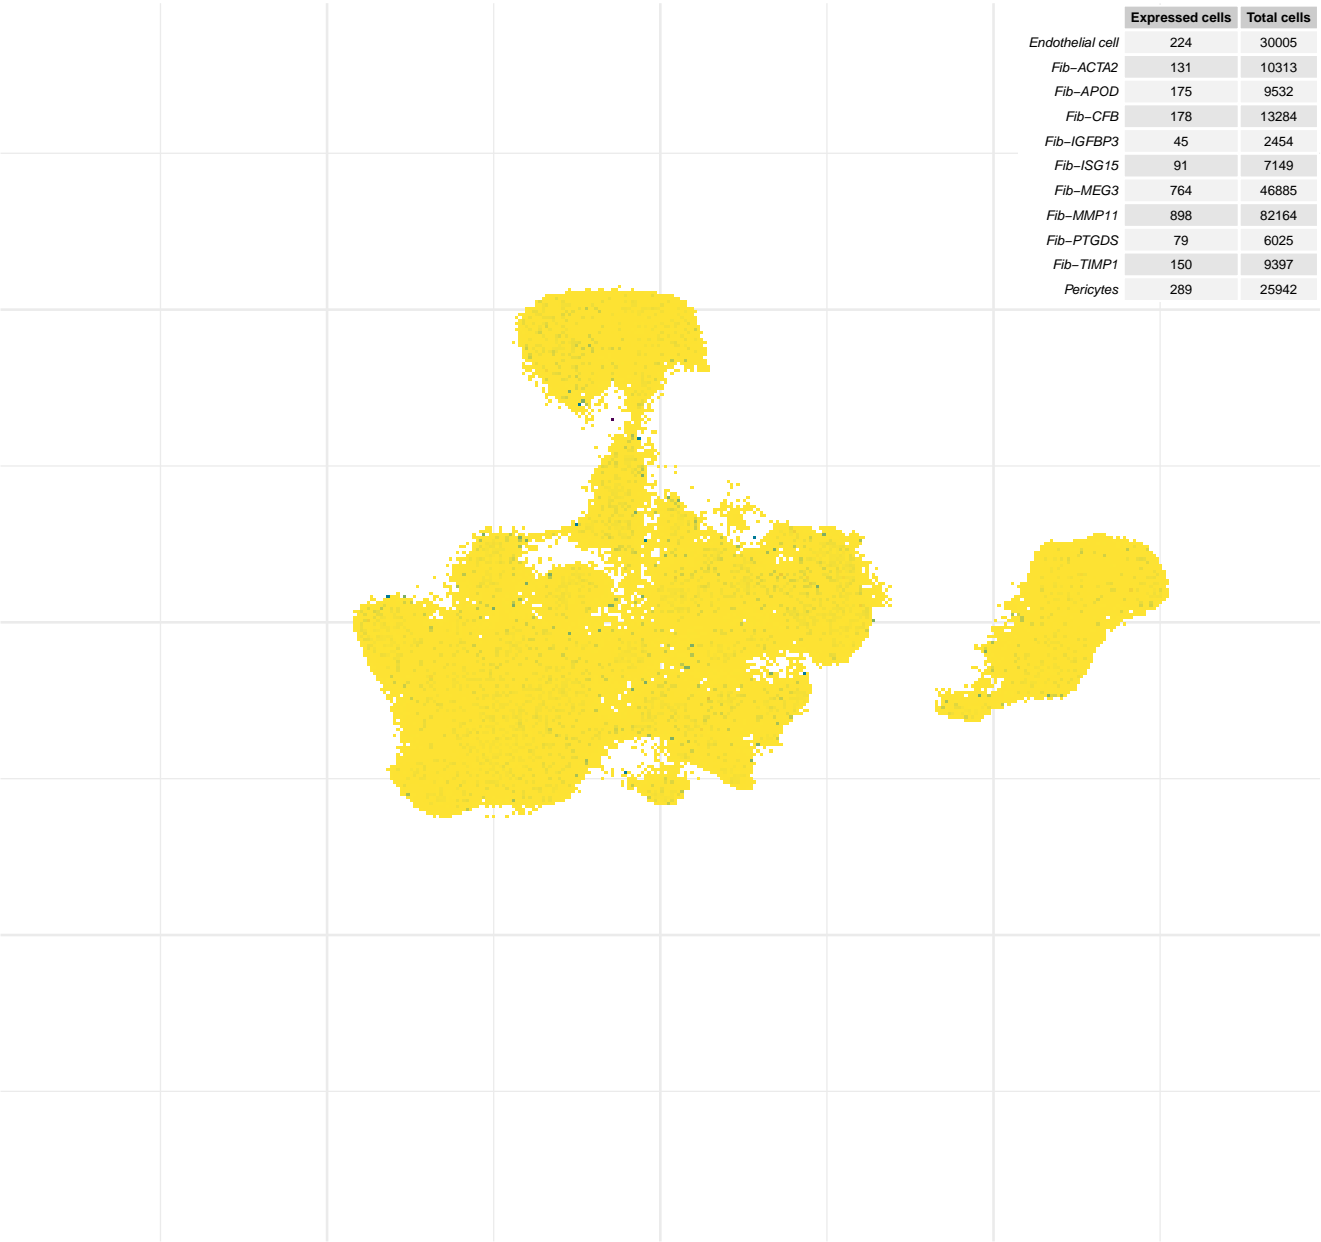 Expressed cells Total cells
Endothelial cell 224 30005
Fib−ACTA2 131 10313
Fib−APOD 175 9532
Fib−CFB 178 13284
Fib−IGFBP3 45 2454
Fib−ISG15 91 7149
Fib−MEG3 764 46885
Fib−MMP11 898 82164
Fib−PTGDS 79 6025
Fib−TIMP1 150 9397
Pericytes 289 25942